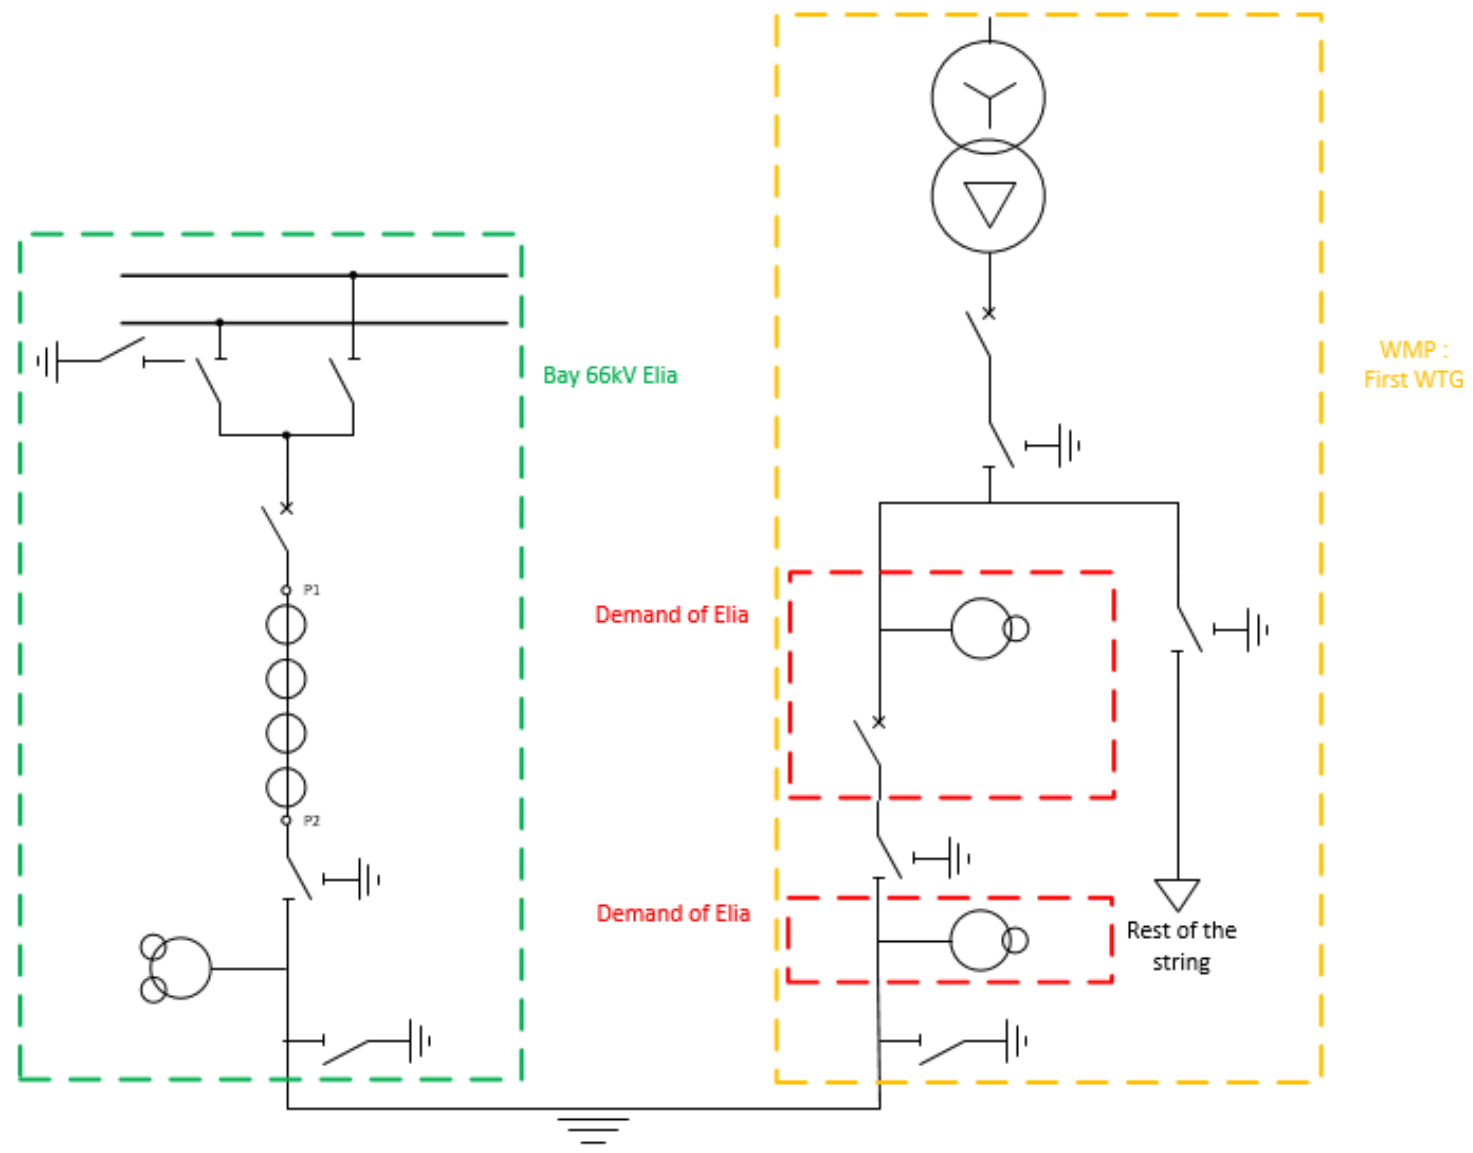 WMP :
First WTG
Bay 66kV Elia
P1
Demand of Elia
P2
Demand of Elia
Rest of the
string